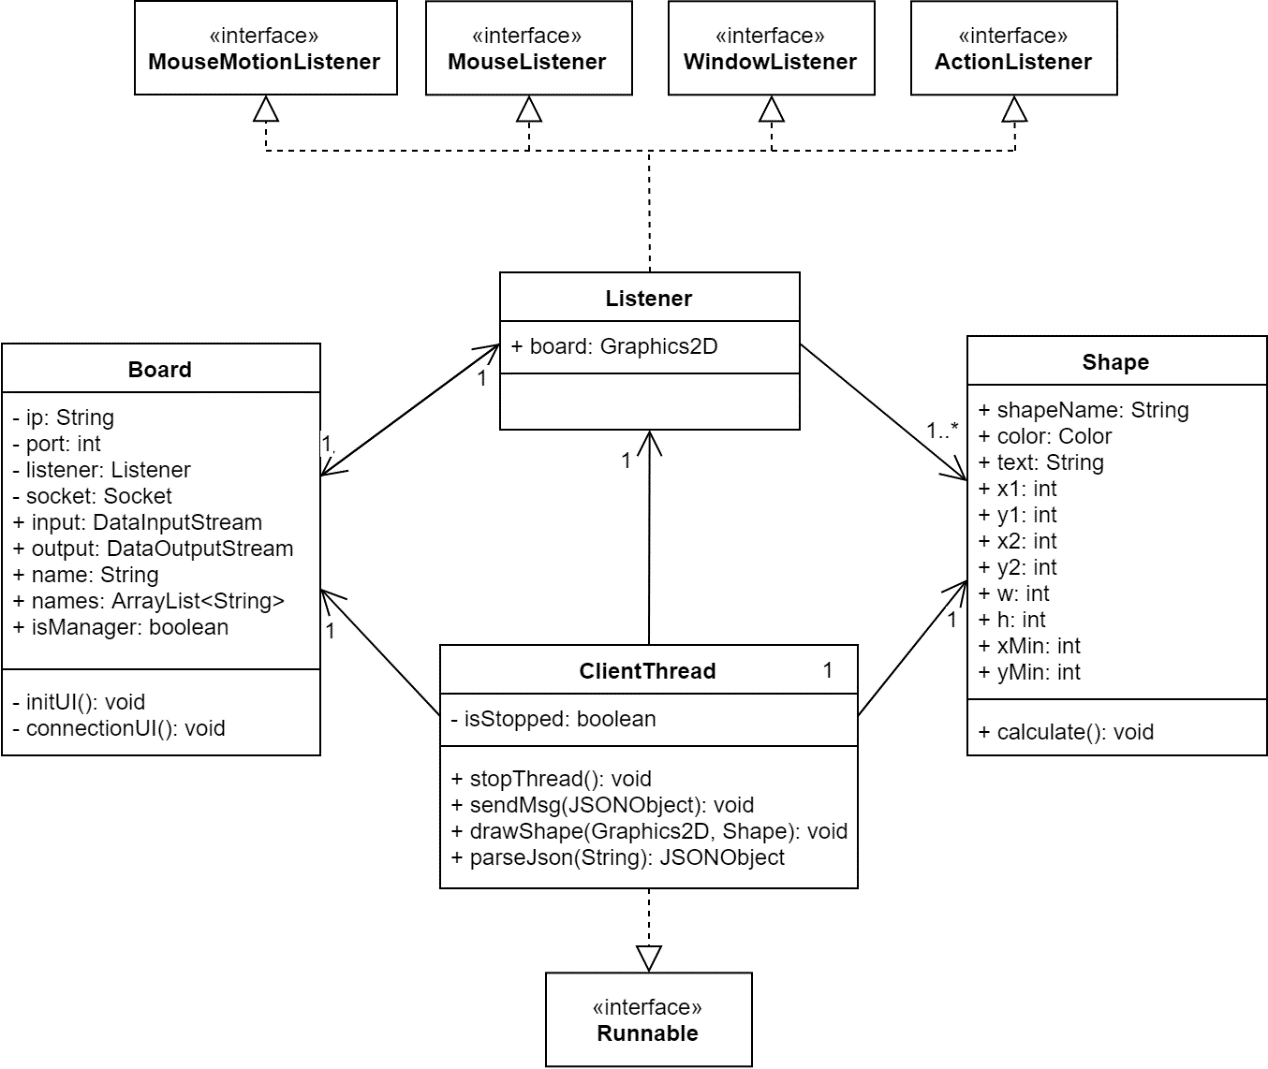 «interface»
MouseMotionListener
«interface»
MouseListener
«interface»
WindowListener
«interface»
ActionListener
Listener
+ board: Graphics2D
1
1.
1
1..*
Board
- ip: String
- port: int
- listener: Listener
- socket: Socket
+ input: DataInputStream
+ output: DataOutputStream
+ name: String
+ names: ArrayList<String>
+ isManager: boolean
- initUI(): void
- connectionUI(): void
Shape
+ shapeName: String
+ color: Color
+ text: String
+ x1: int
+ y1: int
+ x2: int
+ y2: int
+ w: int
+ h: int
+ xMin: int
+ yMin: int
+ calculate(): void
1
1
ClientThread
1
- isStopped: boolean
+ stopThread(): void
+ sendMsg(JSONObject): void
+ drawShape(Graphics2D, Shape): void
+ parseJson(String): JSONObject
«interface»
Runnable